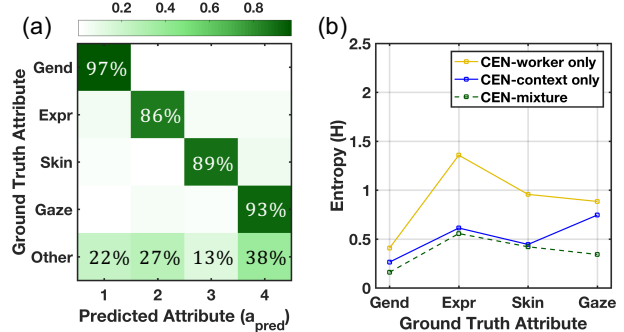 (a)
0.2 0.4 0.6 0.8
Ground Truth Attribute
Gend 97%
Expr 86%
Skin 89%
Gaze 93%
Other 22% 27% 13% 38%
1 2 3 4
Predicted Attribute (a_pred)
(b)
CEN-worker only
CEN-context only
CEN-mixture
Entropy (H)
2.5
2
1.5
1
0.5
0
Gend Expr Skin Gaze
Ground Truth Attribute